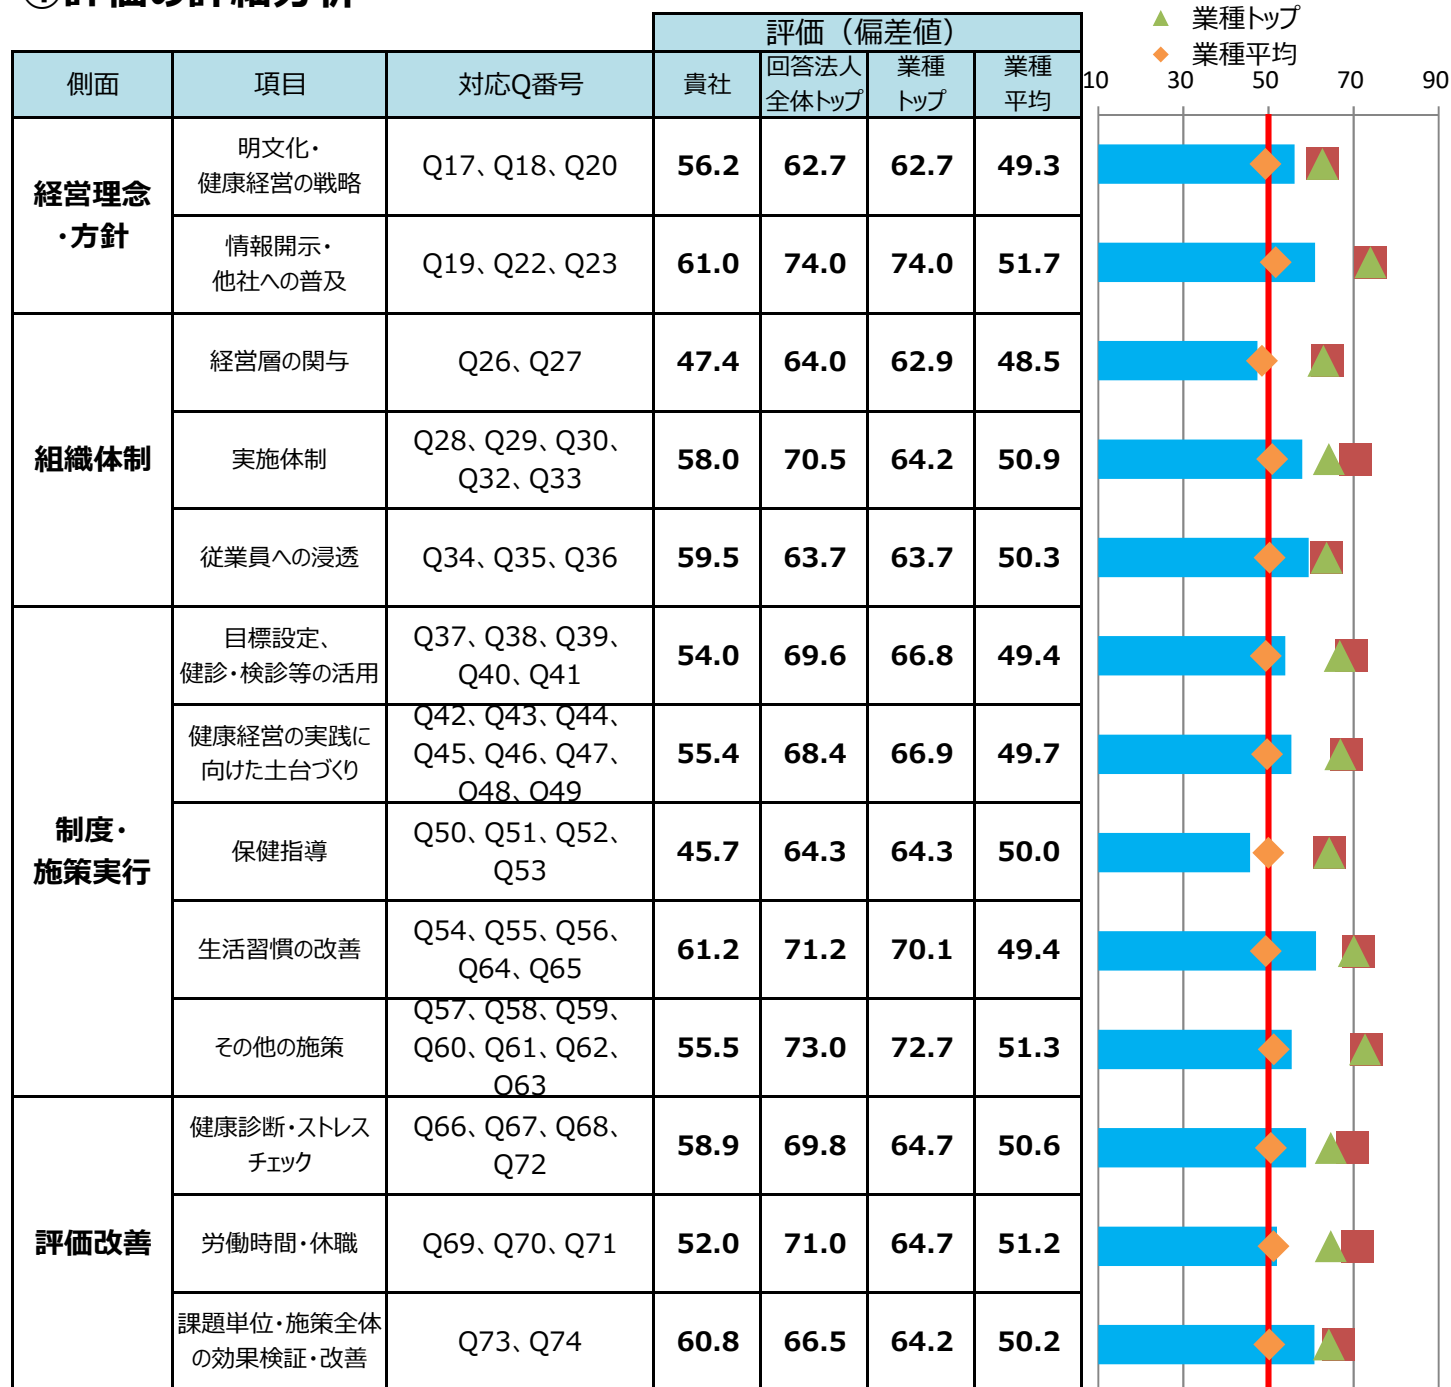 ①評価の詳細分析
業種トップ
業種平均
評価（偏差値）
側面 項目 対応Q番号 貴社 回答法人全体トップ 業種トップ 業種平均
10 30 50 70 90
経営理念・方針
明文化・
健康経営の戦略
Q17、Q18、Q20
56.2 62.7 62.7 49.3
情報開示・
他社への普及
Q19、Q22、Q23
61.0 74.0 74.0 51.7
組織体制
経営層の関与
Q26、Q27
47.4 64.0 62.9 48.5
実施体制
Q28、Q29、Q30、
Q32、Q33
58.0 70.5 64.2 50.9
従業員への浸透
Q34、Q35、Q36
59.5 63.7 63.7 50.3
制度・
施策実行
目標設定、
健診・検診等の活用
Q37、Q38、Q39、
Q40、Q41
54.0 69.6 66.8 49.4
健康経営の実践に
向けた土台づくり
Q42、Q43、Q44、
Q45、Q46、Q47、
Q48、Q49
55.4 68.4 66.9 49.7
保健指導
Q50、Q51、Q52、
Q53
45.7 64.3 64.3 50.0
生活習慣の改善
Q54、Q55、Q56、
Q64、Q65
61.2 71.2 70.1 49.4
その他の施策
Q57、Q58、Q59、
Q60、Q61、Q62、
Q63
55.5 73.0 72.7 51.3
評価改善
健康診断・ストレス
チェック
Q66、Q67、Q68、
Q72
58.9 69.8 64.7 50.6
労働時間・休職
Q69、Q70、Q71
52.0 71.0 64.7 51.2
課題単位・施策全体
の効果検証・改善
Q73、Q74
60.8 66.5 64.2 50.2